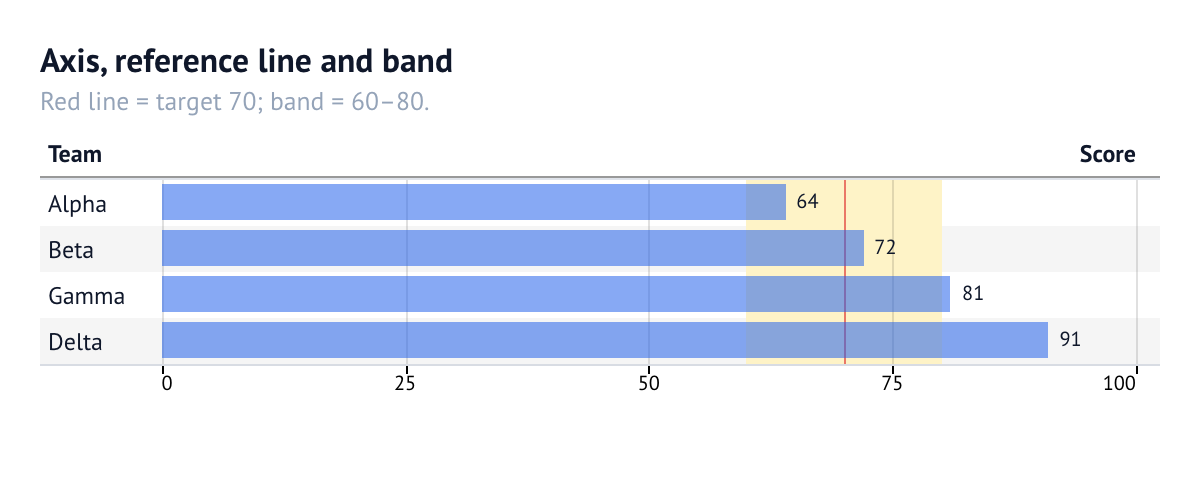 Axis, reference line and band
Red line = target 70; band = 60–80.
Team Score
Alpha 64
Beta 72
Gamma 81
Delta 91
0 25 50 75 100